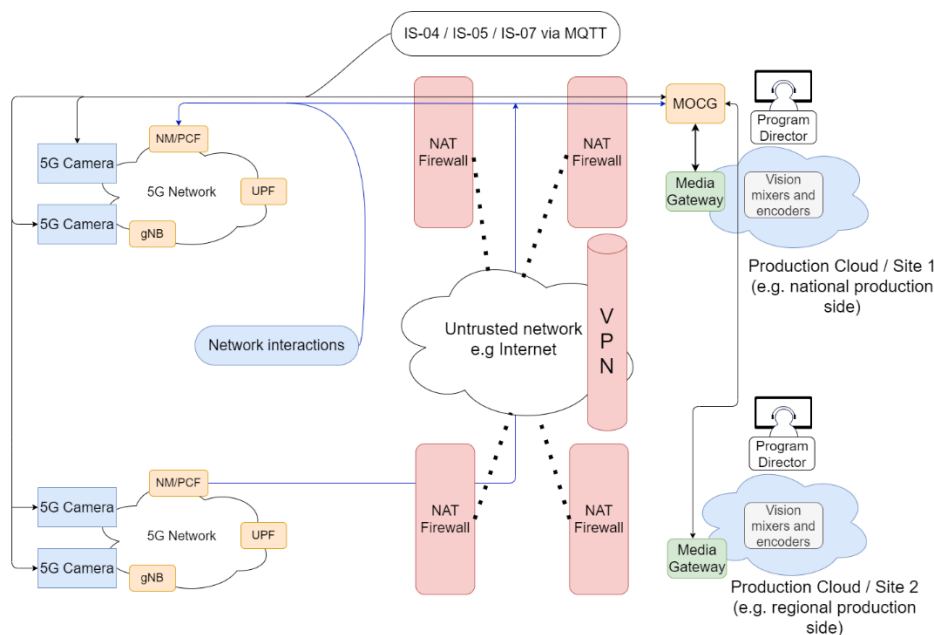 IS-04 / IS-05 / IS-07 via MQTT
NM/PCF
5G Camera
5G Network
UPF
5G Camera
gNB
NAT
Firewall
NAT
Firewall
MOCG
Program
Director
Media
Gateway
Vision
mixers and
encoders
Production Cloud / Site 1
(e.g. national production
side)
Network interactions
Untrusted network
e.g Internet
V
P
N
NM/PCF
5G Camera
5G Network
UPF
5G Camera
gNB
NAT
Firewall
NAT
Firewall
Program
Director
Vision
mixers and
encoders
Media
Gateway
Production Cloud / Site 2
(e.g. regional production
side)